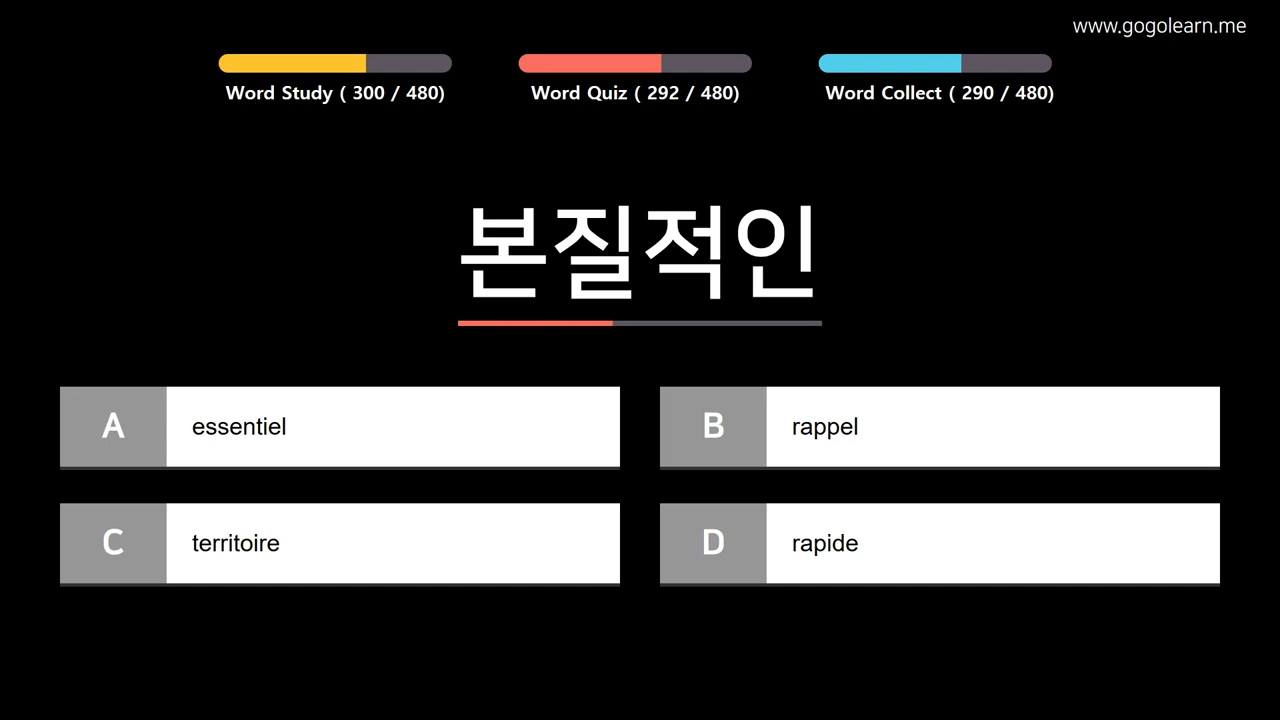 www.gogolearn.me
Word Study ( 300 / 480)
Word Quiz ( 292 / 480)
Word Collect ( 290 / 480)
본질적인
A essentiel
B rappel
C territoire
D rapide